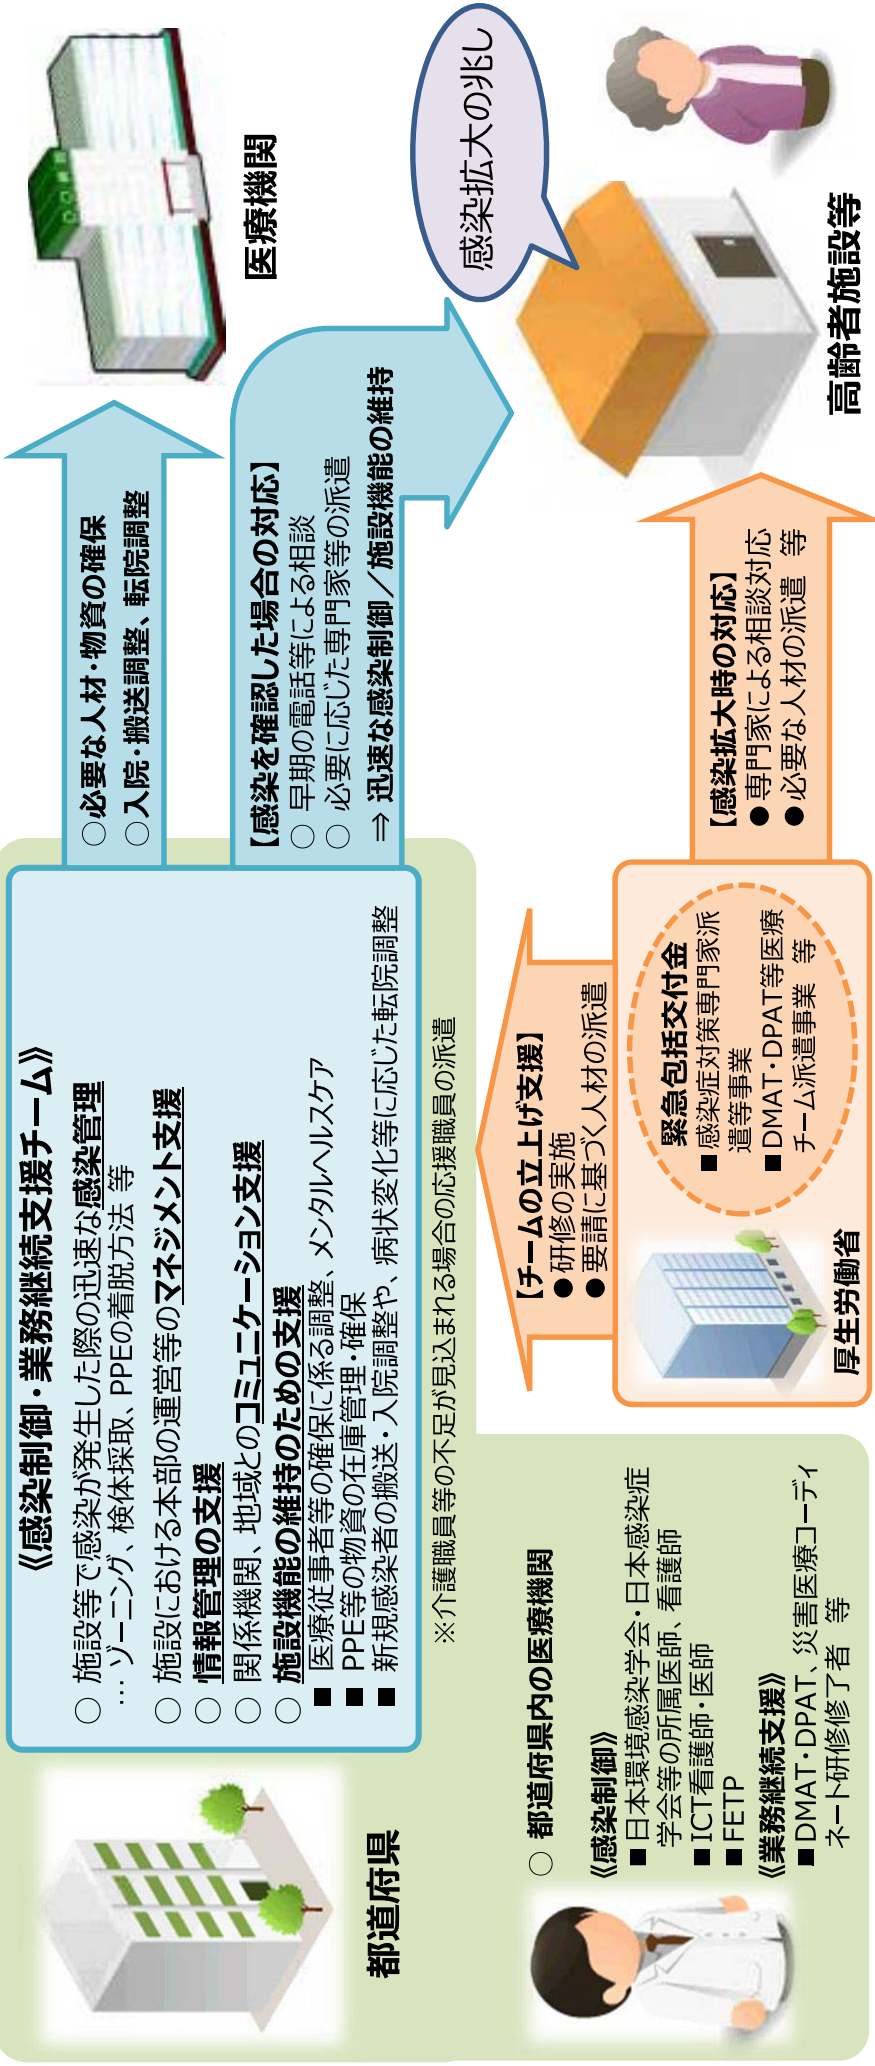 都道府県
《感染制御・業務継続支援チーム》
○ 施設等で感染が発生した際の迅速な感染管理
… ゾーニング、検体採取、PPEの着脱方法 等
○ 施設における本部の運営等のマネジメント支援
○ 情報管理の支援
○ 関係機関、地域とのコミュニケーション支援
○ 施設機能の維持のための支援
■ 医療従事者等の確保に係る調整、メンタルヘルスケア
■ PPE等の物資の在庫管理・確保
■ 新規感染者の搬送・入院調整や、病状変化等に応じた転院調整
※介護職員等の不足が見込まれる場合の応援職員の派遣
○必要な人材・物資の確保
○入院・搬送調整、転院調整
医療機関
【感染を確認した場合の対応】
○ 早期の電話等による相談
○ 必要に応じた専門家等の派遣
⇒ 迅速な感染制御／施設機能の維持
感染拡大の兆し
高齢者施設等
○ 都道府県内の医療機関
《感染制御》
■ 日本環境感染学会・日本感染症
学会等の所属医師、看護師
■ ICT看護師・医師
■ FETP
《業務継続支援》
■ DMAT・DPAT、災害医療コーディ
ネート研修修了者 等
【チームの立上げ支援】
● 研修の実施
● 要請に基づく人材の派遣
厚生労働省
緊急包括交付金
■ 感染症対策専門家派
遣等事業
■ DMAT・DPAT等医療
チーム派遣事業 等
【感染拡大時の対応】
● 専門家による相談対応
● 必要な人材の派遣 等